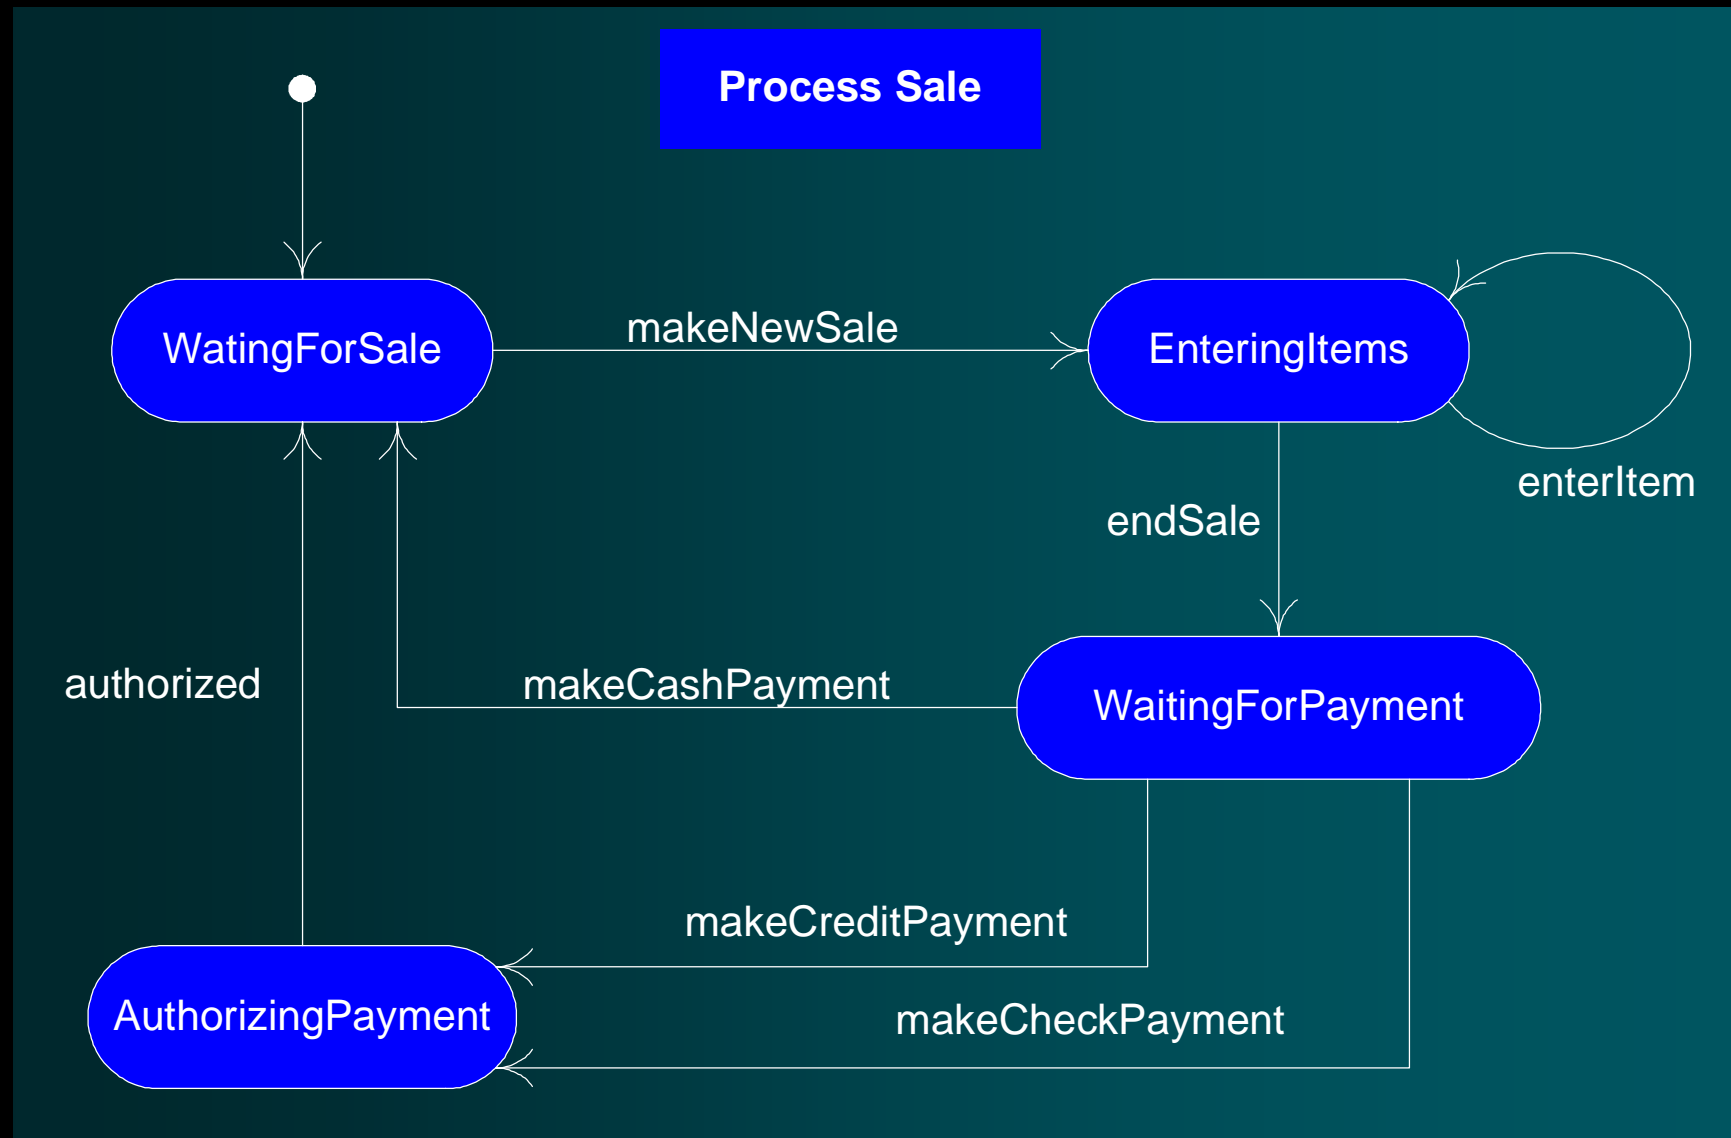 Process Sale
WatingForSale
makeNewSale
EnteringItems
enterItem
endSale
authorized
makeCashPayment
WaitingForPayment
makeCreditPayment
AuthorizingPayment
makeCheckPayment